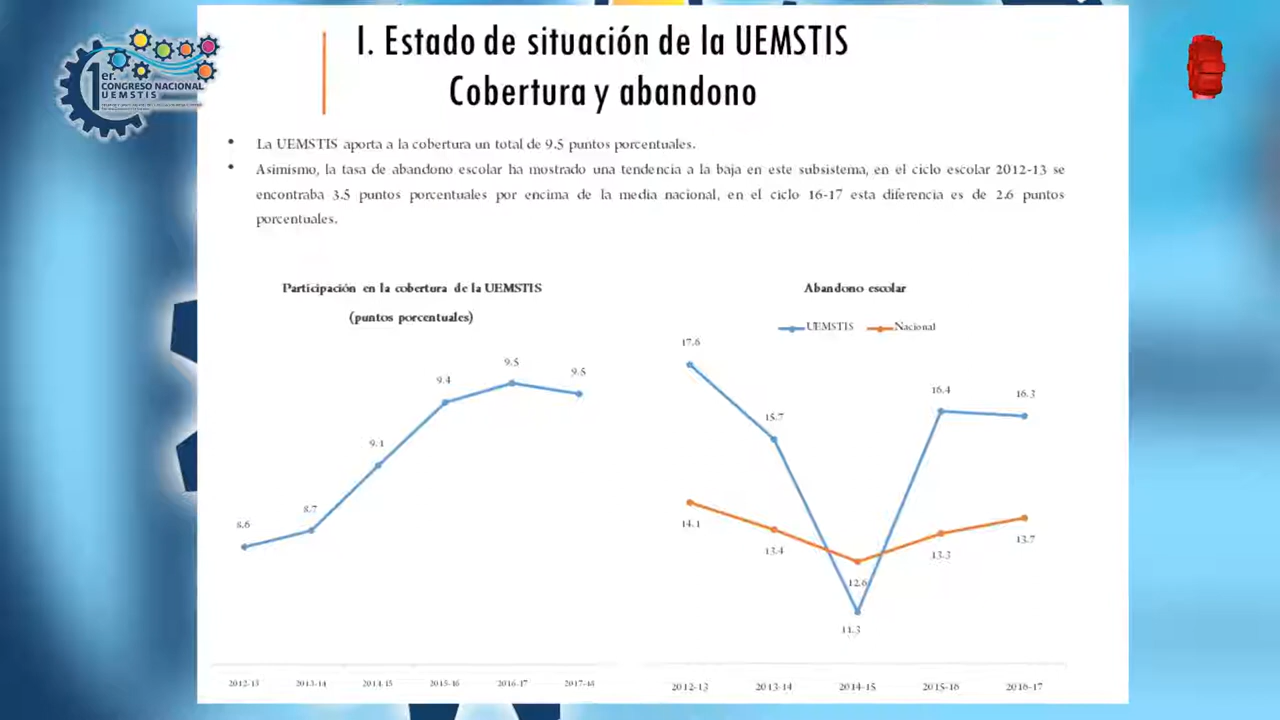 1er.
CONGRESO NACIONAL
UEMSTIS
I. Estado de situación de la UEMSTIS
Cobertura y abandono
• La UEMSTIS aporta a la cobertura un total de 9.5 puntos porcentuales.
• Asimismo, la tasa de abandono escolar ha mostrado una tendencia a la baja en este subsistema, en el ciclo escolar 2012-13 se
encontraba 3.5 puntos porcentuales por encima de la media nacional, en el ciclo 16-17 esta diferencia es de 2.6 puntos
porcentuales.
Participación en la cobertura de la UEMSTIS
(puntos porcentuales)
8.6
8.7
9.1
9.4
9.5
9.5
2012-13 2013-14 2014-15 2015-16 2016-17 2017-18
Abandono escolar
UEMSTIS Nacional
17.6
15.7
16.4
16.3
14.1
13.4
12.6
13.3
13.7
11.3
2012-13 2013-14 2014-15 2015-16 2016-17